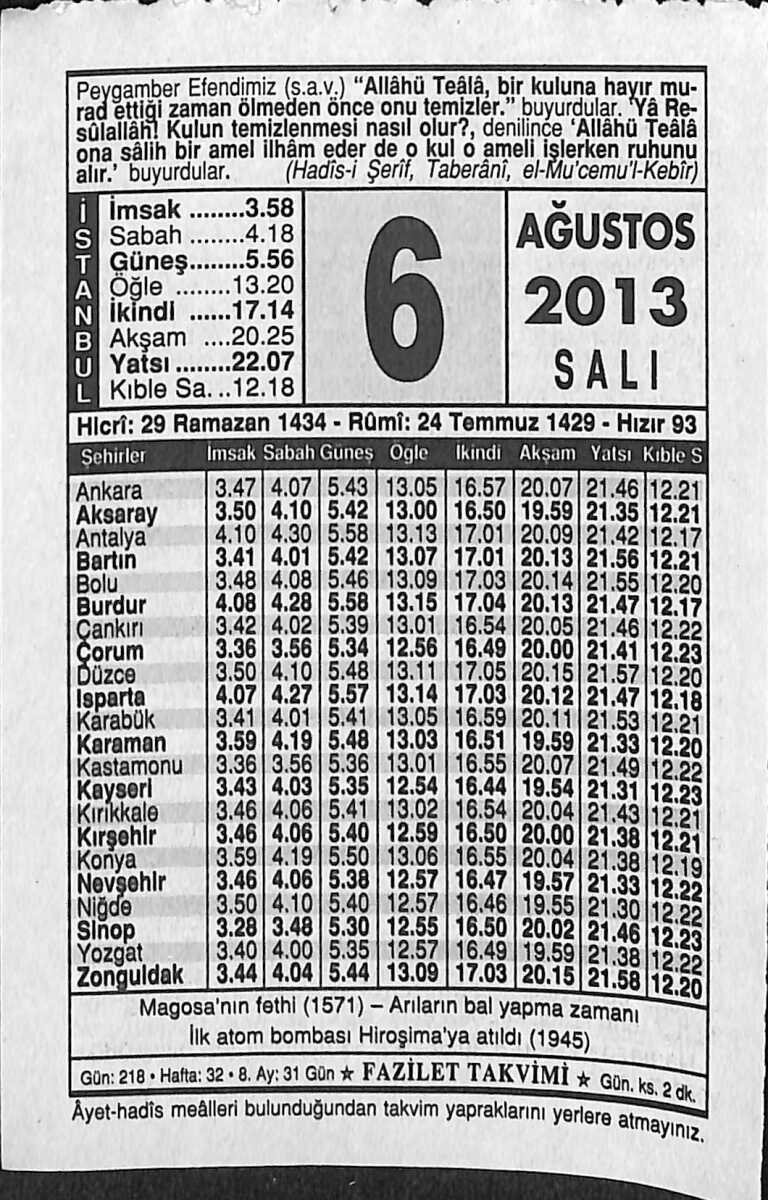 Peygamber Efendimiz (s.a.v.) “Allâhü Teâlâ, bir kuluna hayır mu-
rad ettiği zaman ölmeden önce onu temizler.” buyurdular. ‘Yâ Re-
sûlallâh! Kulun temizlenmesi nasıl olur?, denilince ‘Allâhü Teâlâ
ona sâlih bir amel ilhâm eder de o kul o ameli işlerken ruhunu
alır.’ buyurdular. (Hadîs-i Şerîf, Taberânî, el-Mu'cemu'l-Kebîr)
İSTANBUL
İmsak ........3.58
Sabah ........4.18
Güneş........5.56
Öğle ........13.20
İkindi ......17.14
Akşam ....20.25
Yatsı ........22.07
Kıble Sa. ..12.18
6
AĞUSTOS
2013
SALI
Hicrî: 29 Ramazan 1434 - Rûmî: 24 Temmuz 1429 - Hızır 93
Şehirler İmsak Sabah Güneş Öğle İkindi Akşam Yatsı Kıble S
Ankara 3.47 4.07 5.43 13.05 16.57 20.07 21.46 12.21
Aksaray 3.50 4.10 5.42 13.00 16.50 19.59 21.35 12.21
Antalya 4.10 4.30 5.58 13.13 17.01 20.09 21.42 12.17
Bartın 3.41 4.01 5.42 13.07 17.01 20.13 21.56 12.21
Bolu 3.48 4.08 5.46 13.09 17.03 20.14 21.55 12.20
Burdur 4.08 4.28 5.58 13.15 17.04 20.13 21.47 12.17
Çankırı 3.42 4.02 5.39 13.01 16.54 20.05 21.46 12.22
Çorum 3.36 3.56 5.34 12.56 16.49 20.00 21.41 12.23
Düzce 3.50 4.10 5.48 13.11 17.05 20.15 21.57 12.20
Isparta 4.07 4.27 5.57 13.14 17.03 20.12 21.47 12.18
Karabük 3.41 4.01 5.41 13.05 16.59 20.11 21.53 12.21
Karaman 3.59 4.19 5.48 13.03 16.51 19.59 21.33 12.20
Kastamonu 3.36 3.56 5.36 13.01 16.55 20.07 21.49 12.22
Kayseri 3.43 4.03 5.35 12.54 16.44 19.54 21.31 12.23
Kırıkkale 3.46 4.06 5.41 13.02 16.54 20.04 21.43 12.21
Kırşehir 3.46 4.06 5.40 12.59 16.50 20.00 21.38 12.21
Konya 3.59 4.19 5.50 13.06 16.55 20.04 21.38 12.19
Nevşehir 3.46 4.06 5.38 12.57 16.47 19.57 21.33 12.22
Niğde 3.50 4.10 5.40 12.57 16.46 19.55 21.30 12.22
Sinop 3.28 3.48 5.30 12.55 16.50 20.02 21.46 12.23
Yozgat 3.40 4.00 5.35 12.57 16.49 19.59 21.38 12.22
Zonguldak 3.44 4.04 5.44 13.09 17.03 20.15 21.58 12.20
Magosa'nın fethi (1571) – Arıların bal yapma zamanı
İlk atom bombası Hiroşima'ya atıldı (1945)
Gün: 218 • Hafta: 32 • 8. Ay: 31 Gün ★ FAZİLET TAKVİMİ ★ Gün. ks. 2 dk.
Âyet-hadîs meâlleri bulunduğundan takvim yapraklarını yerlere atmayınız.